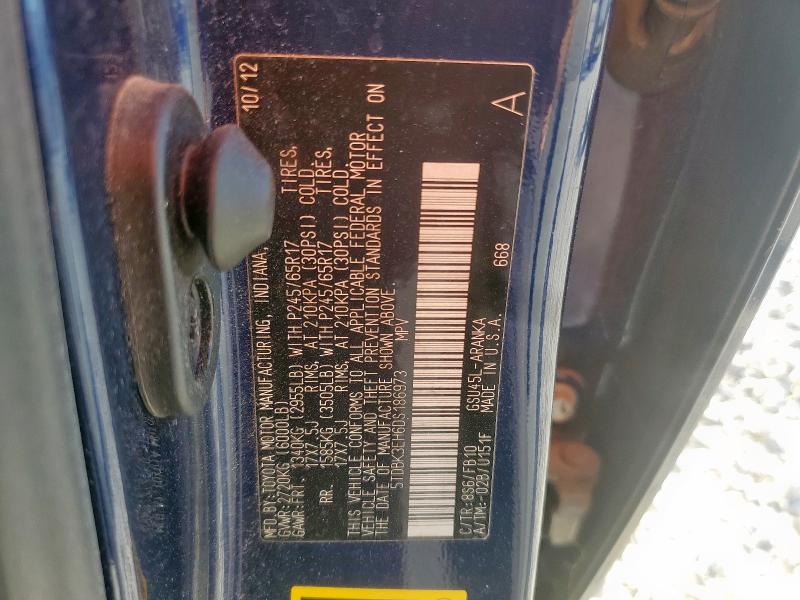 MFD.BY:TOYOTA MOTOR MANUFACTURING, INDIANA, 10/12
GVWR:2720KG (6000LB)
GAWR:FR. 1340KG (2955LB) WITH P245/65R17 TIRES,
17X7.5J RIMS, AT 210KPA (30PSI) COLD.
RR. 1585KG (3505LB) WITH P245/65R17 TIRES,
17X7.5J RIMS, AT 210KPA (30PSI) COLD.
THIS VEHICLE CONFORMS TO ALL APPLICABLE FEDERAL MOTOR
VEHICLE SAFETY AND THEFT PREVENTION STANDARDS IN EFFECT ON
THE DATE OF MANUFACTURE SHOWN ABOVE.
5TDBK3EH6DS186973 MPV
A
C/TR:8S6/FB10 GSU45L-ARANKA 668
A/TM:-02B/U151F MADE IN U.S.A.